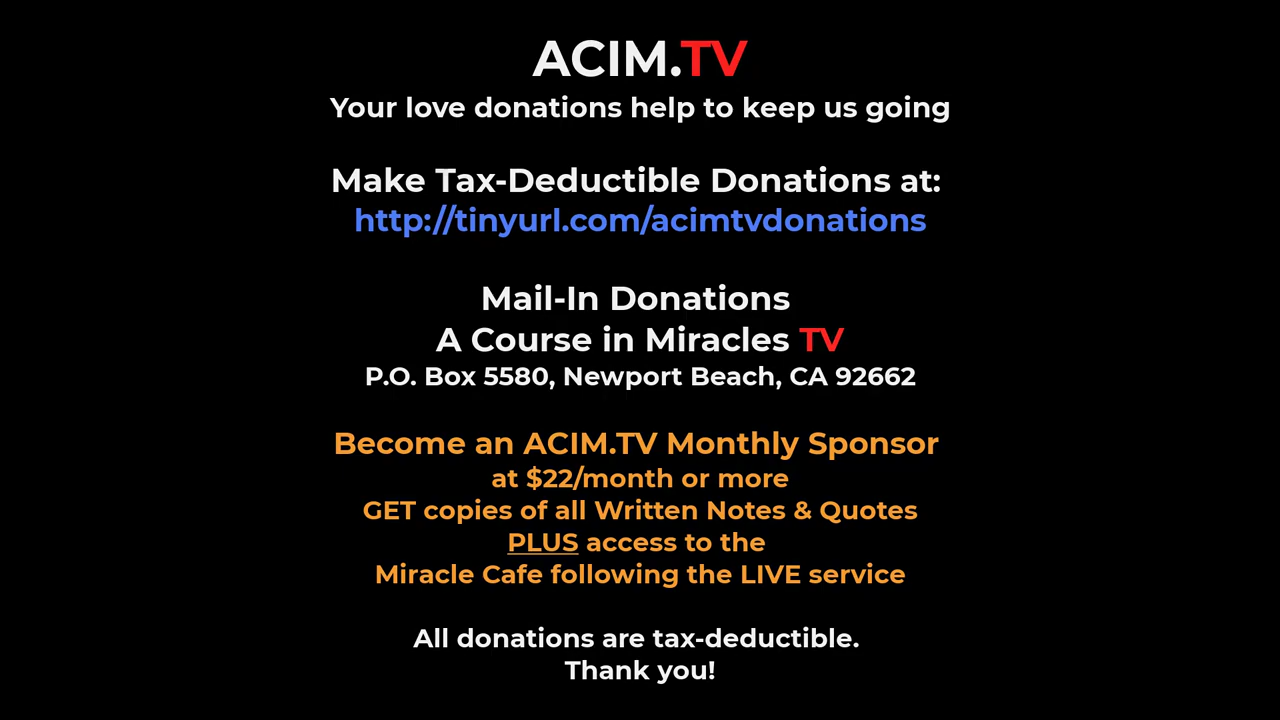 ACIM.TV
Your love donations help to keep us going
Make Tax-Deductible Donations at:
http://tinyurl.com/acimtvdonations
Mail-In Donations
A Course in Miracles TV
P.O. Box 5580, Newport Beach, CA 92662
Become an ACIM.TV Monthly Sponsor
at $22/month or more
GET copies of all Written Notes & Quotes
PLUS access to the
Miracle Cafe following the LIVE service
All donations are tax-deductible.
Thank you!